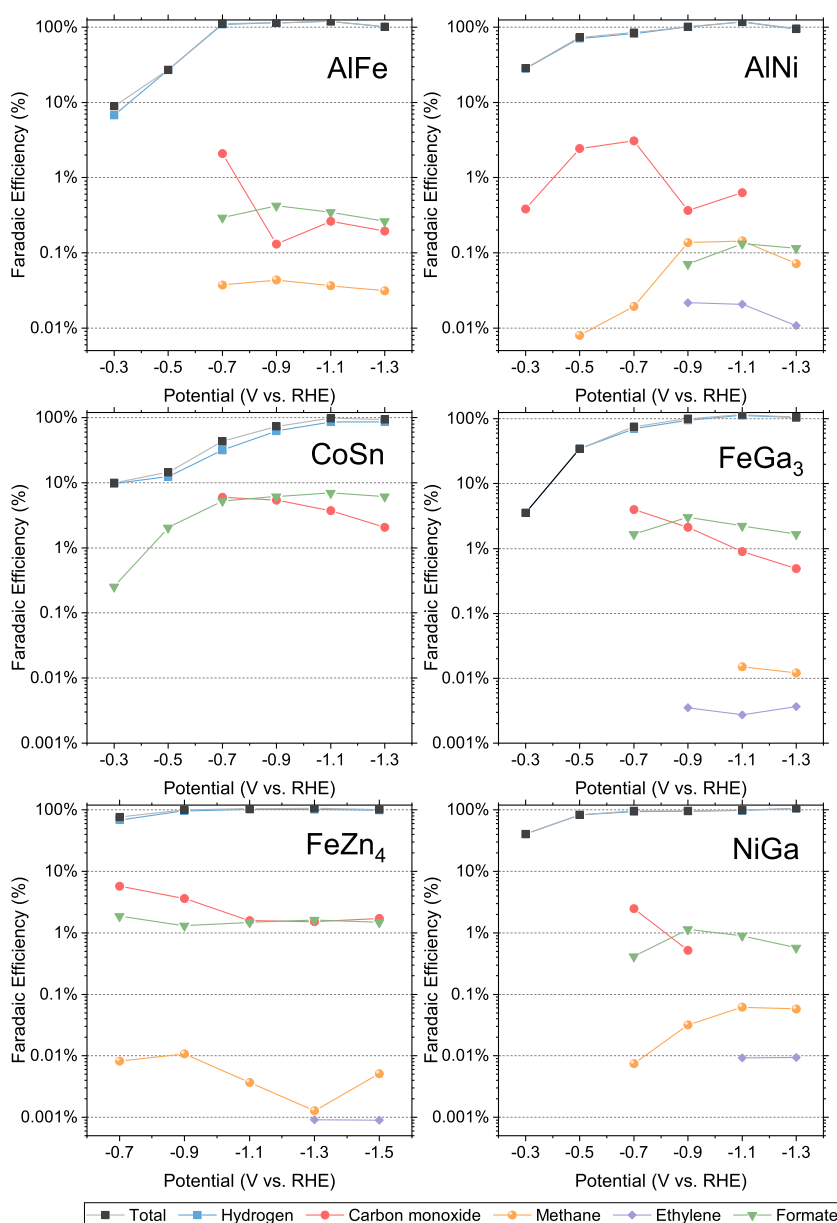 AlFe
Faradaic Efficiency (%)
100%
10%
1%
0.1%
0.01%
-0.3 -0.5 -0.7 -0.9 -1.1 -1.3
Potential (V vs. RHE)
AlNi
Faradaic Efficiency (%)
100%
10%
1%
0.1%
0.01%
-0.3 -0.5 -0.7 -0.9 -1.1 -1.3
Potential (V vs. RHE)
CoSn
Faradaic Efficiency (%)
100%
10%
1%
0.1%
0.01%
0.001%
-0.3 -0.5 -0.7 -0.9 -1.1 -1.3
Potential (V vs. RHE)
FeGa₃
Faradaic Efficiency (%)
100%
10%
1%
0.1%
0.01%
0.001%
-0.3 -0.5 -0.7 -0.9 -1.1 -1.3
Potential (V vs. RHE)
FeZn₄
Faradaic Efficiency (%)
100%
10%
1%
0.1%
0.01%
0.001%
-0.7 -0.9 -1.1 -1.3 -1.5
Potential (V vs. RHE)
NiGa
Faradaic Efficiency (%)
100%
10%
1%
0.1%
0.01%
0.001%
-0.3 -0.5 -0.7 -0.9 -1.1 -1.3
Potential (V vs. RHE)
Total Hydrogen Carbon monoxide Methane Ethylene Formate